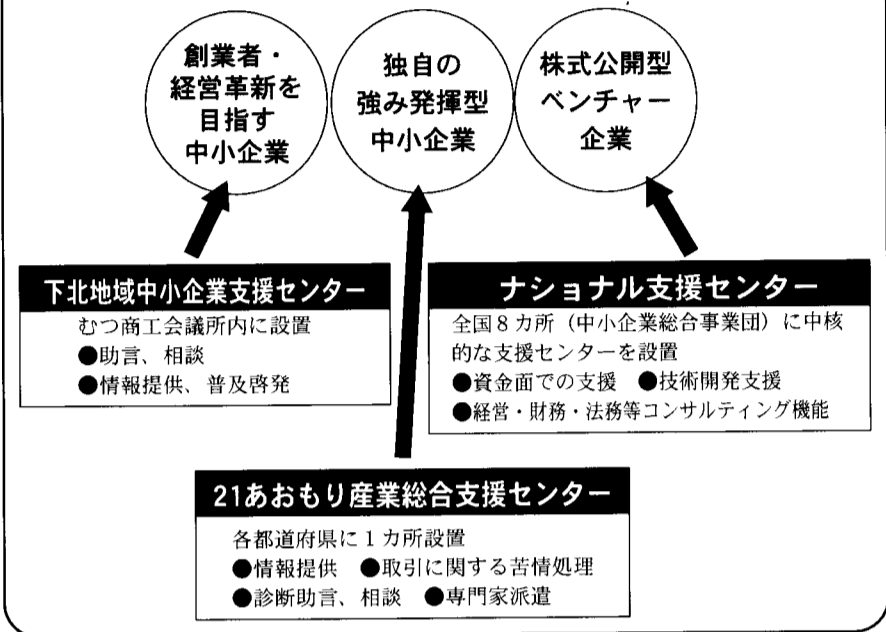 創業者・
経営革新を
目指す
中小企業
独自の
強み発揮型
中小企業
株式公開型
ベンチャー
企業
下北地域中小企業支援センター
むつ商工会議所内に設置
●助言、相談
●情報提供、普及啓発
ナショナル支援センター
全国8カ所（中小企業総合事業団）に中核
的な支援センターを設置
●資金面での支援　●技術開発支援
●経営・財務・法務等コンサルティング機能
21あおもり産業総合支援センター
各都道府県に1カ所設置
●情報提供　●取引に関する苦情処理
●診断助言、相談　●専門家派遣